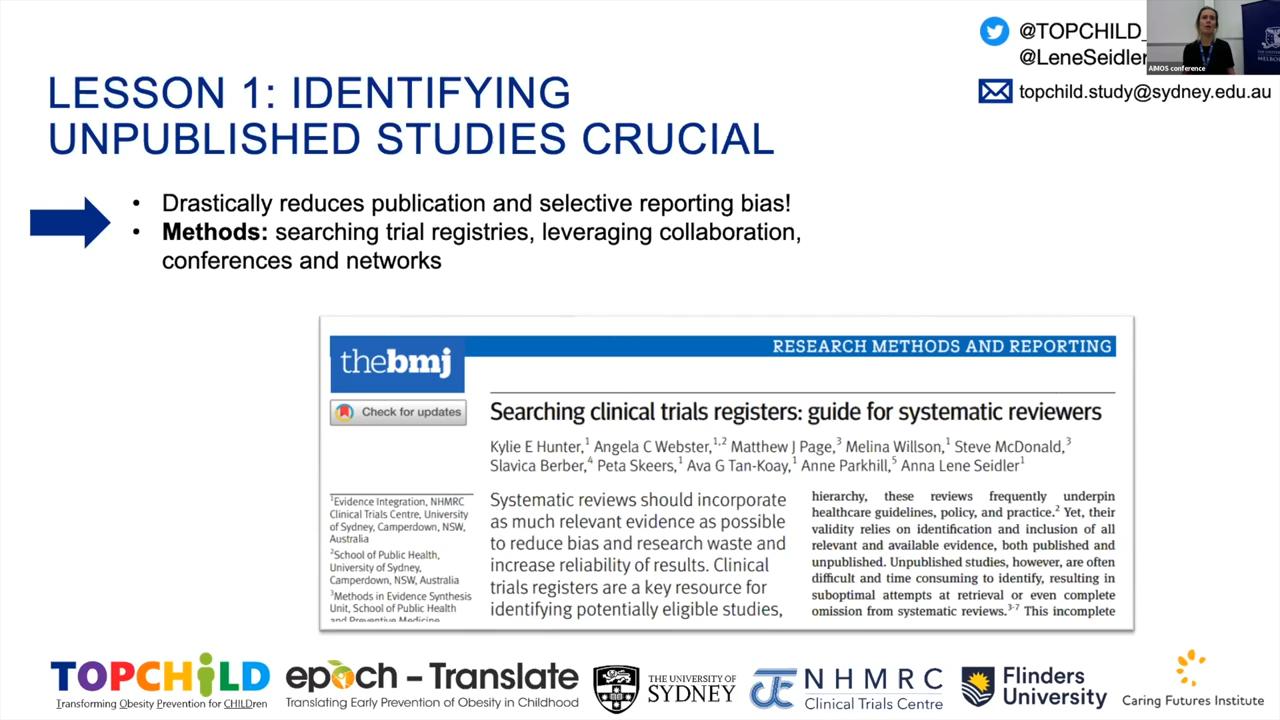 @TOPCHILD_
@LeneSeidler
AIMOS conference
topchild.study@sydney.edu.au
LESSON 1: IDENTIFYING
UNPUBLISHED STUDIES CRUCIAL
• Drastically reduces publication and selective reporting bias!
• Methods: searching trial registries, leveraging collaboration,
conferences and networks
thebmj
RESEARCH METHODS AND REPORTING
Check for updates
Searching clinical trials registers: guide for systematic reviewers
Kylie E Hunter,1 Angela C Webster,1,2 Matthew J Page,3 Melina Willson,1 Steve McDonald,3
Slavica Berber,4 Peta Skeers,1 Ava G Tan-Koay,1 Anne Parkhill,5 Anna Lene Seidler1
1Evidence Integration, NHMRC
Clinical Trials Centre, University
of Sydney, Camperdown, NSW,
Australia
2School of Public Health,
University of Sydney,
Camperdown, NSW, Australia
3Methods in Evidence Synthesis
Unit, School of Public Health
and Preventive Medicine
Systematic reviews should incorporate
as much relevant evidence as possible
to reduce bias and research waste and
increase reliability of results. Clinical
trials registers are a key resource for
identifying potentially eligible studies,
hierarchy, these reviews frequently underpin
healthcare guidelines, policy, and practice.2 Yet, their
validity relies on identification and inclusion of all
relevant and available evidence, both published and
unpublished. Unpublished studies, however, are often
difficult and time consuming to identify, resulting in
suboptimal attempts at retrieval or even complete
omission from systematic reviews.3-7 This incomplete
TOPCHiLD
Transforming Obesity Prevention for CHILDren
epoch – Translate
Translating Early Prevention of Obesity in Childhood
THE UNIVERSITY OF
SYDNEY
NHMRC
Clinical Trials Centre
Flinders
University
Caring Futures Institute